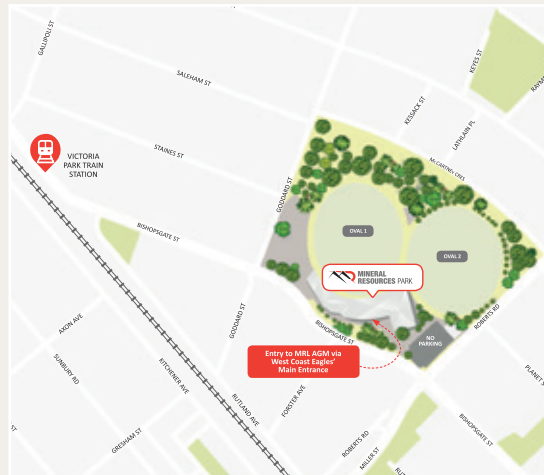 GALLIPOLI ST
SALEHAM ST
KEYES ST
KESSACK ST
LATHLAIN PL
McCARTNEY CRES
STAINES ST
VICTORIA
PARK TRAIN
STATION
GODDARD ST
OVAL 1
BISHOPSGATE ST
OVAL 2
MINERAL
RESOURCES PARK
ROBERTS RD
GODDARD ST
BISHOPSGATE ST
NO
PARKING
AXON AVE
Entry to MRL AGM via
West Coast Eagles'
Main Entrance
SUNBURY RD
KITCHENER AVE
RUTLAND AVE
FORSTER AVE
BISHOPSGATE ST
GRESHAM ST
ROBERTS RD
MILLER ST